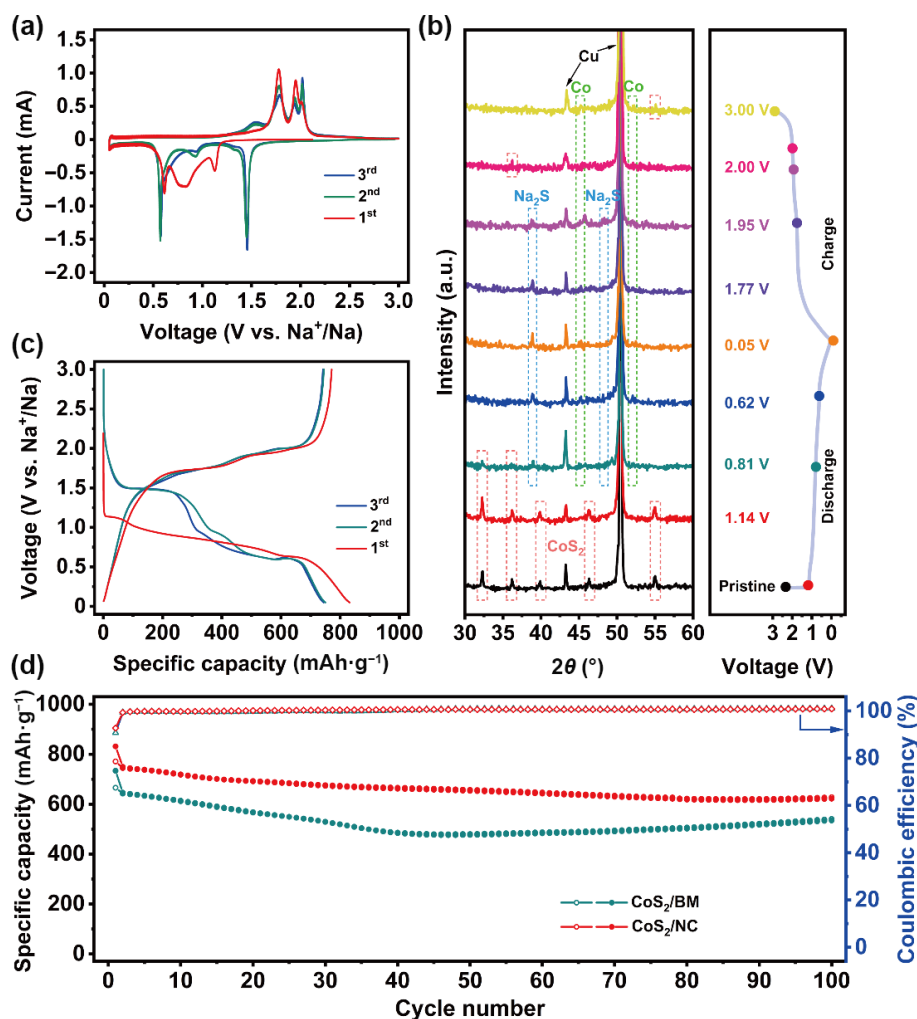 (a)
1.5
1.0
0.5
0.0
−0.5
−1.0
−1.5
−2.0
Current (mA)
3rd
2nd
1st
0.0 0.5 1.0 1.5 2.0 2.5 3.0
Voltage (V vs. Na⁺/Na)
(b)
Cu
Co Co
Na₂S Na₂S
CoS₂
Intensity (a.u.)
30 35 40 45 50 55 60
2θ (°)
3.00 V
2.00 V
1.95 V
1.77 V
0.05 V
0.62 V
0.81 V
1.14 V
Pristine
Charge
Discharge
3 2 1 0
Voltage (V)
(c)
3.0
2.5
2.0
1.5
1.0
0.5
0.0
Voltage (V vs. Na⁺/Na)
3rd
2nd
1st
0 200 400 600 800 1000
Specific capacity (mAh·g⁻¹)
(d)
1000
800
600
400
200
0
Specific capacity (mAh·g⁻¹)
CoS₂/BM
CoS₂/NC
100
80
60
40
20
0
Coulombic efficiency (%)
0 10 20 30 40 50 60 70 80 90 100
Cycle number